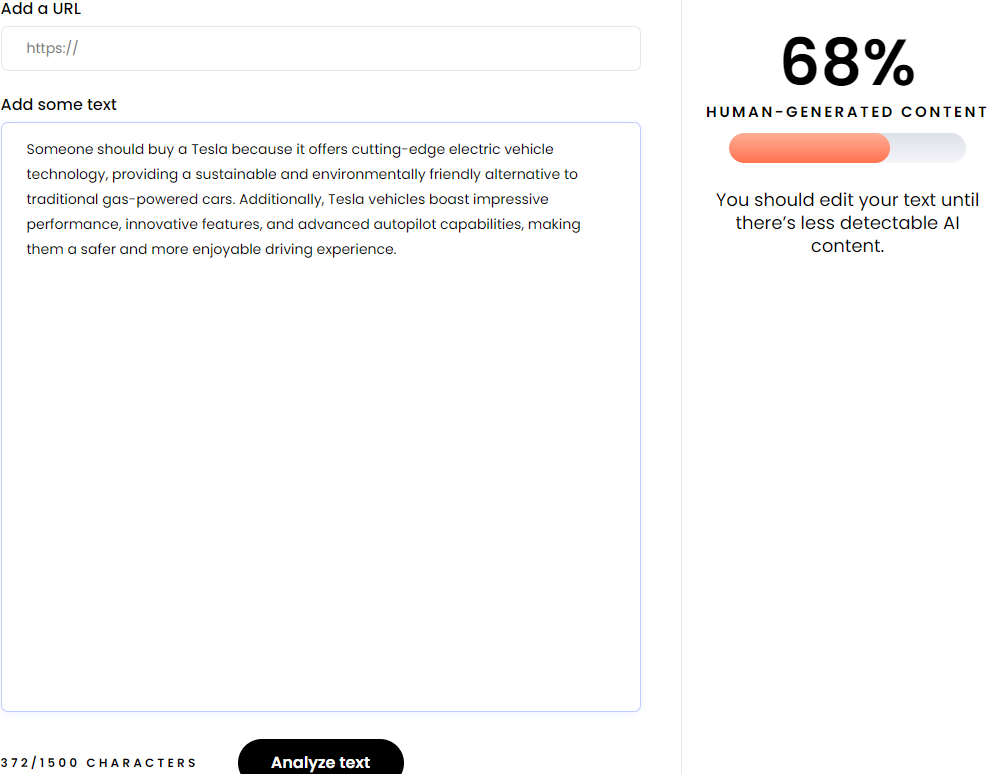 Add a URL
https://
Add some text
Someone should buy a Tesla because it offers cutting-edge electric vehicle
technology, providing a sustainable and environmentally friendly alternative to
traditional gas-powered cars. Additionally, Tesla vehicles boast impressive
performance, innovative features, and advanced autopilot capabilities, making
them a safer and more enjoyable driving experience.
372/1500 CHARACTERS
Analyze text
68%
HUMAN-GENERATED CONTENT
You should edit your text until
there’s less detectable AI
content.